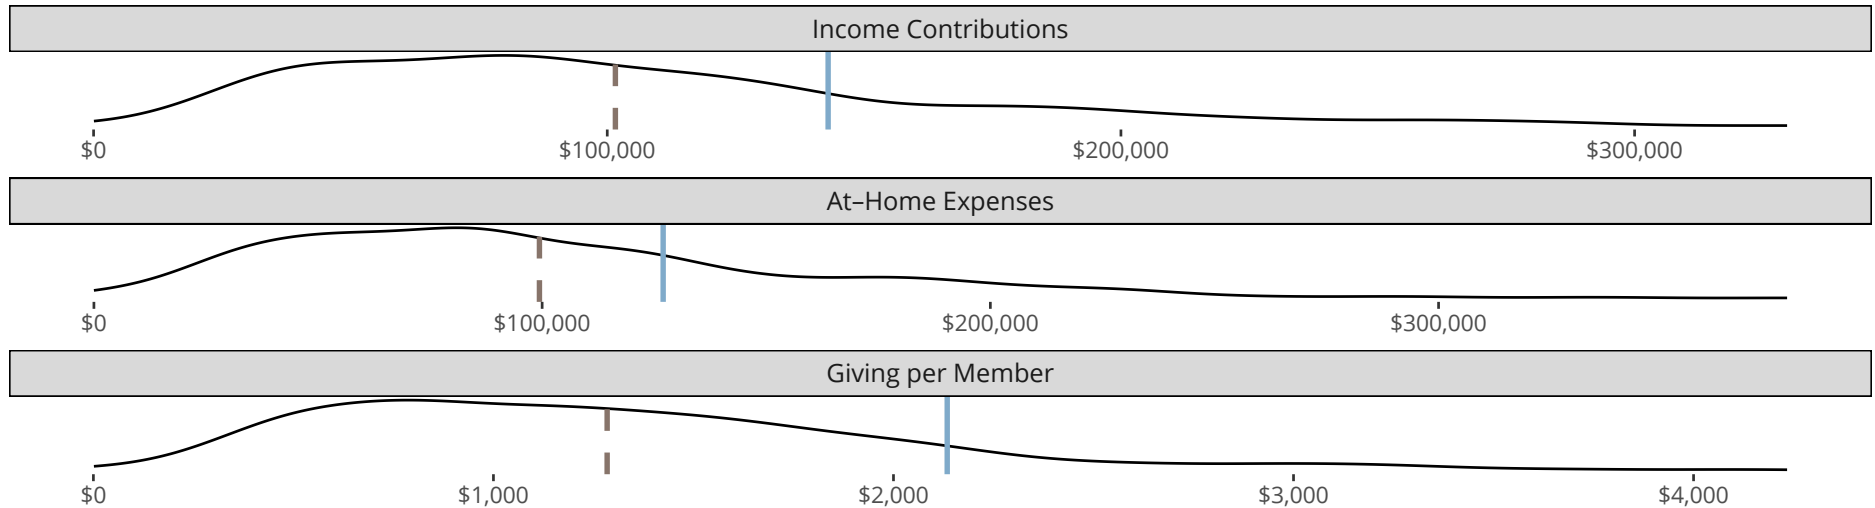 Income Contributions
$0 $100,000 $200,000 $300,000
At–Home Expenses
$0 $100,000 $200,000 $300,000
Giving per Member
$0 $1,000 $2,000 $3,000 $4,000